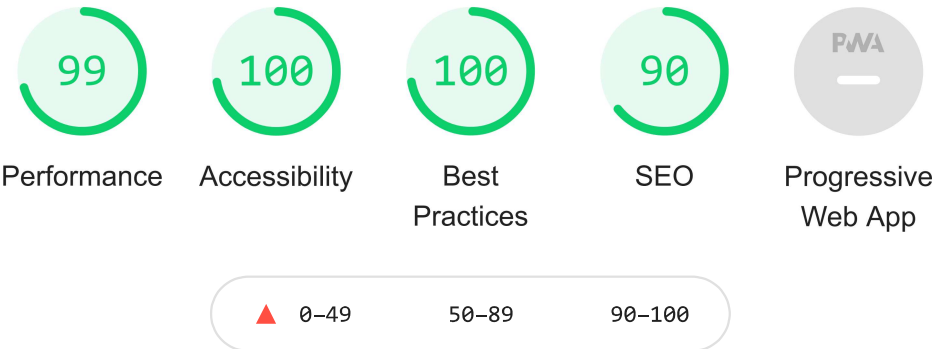 99
100
100
90
PWA
Performance
Accessibility
Best
Practices
SEO
Progressive
Web App
0–49
50–89
90–100